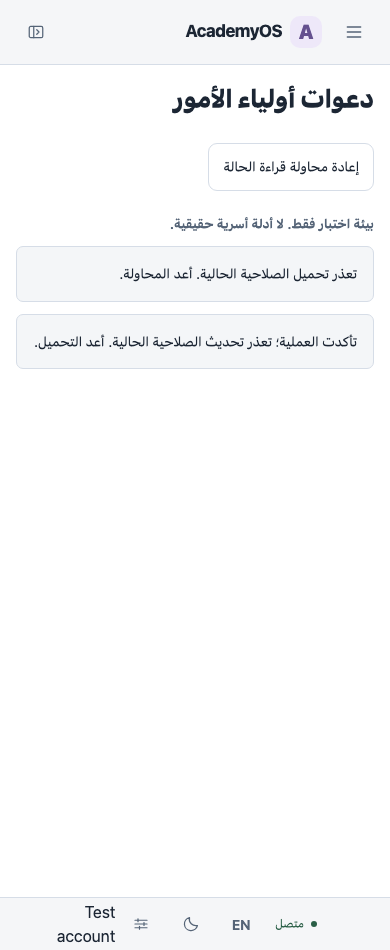 A AcademyOS
دعوات أولياء الأمور
إعادة محاولة قراءة الحالة
بيئة اختبار فقط. لا أدلة أسرية حقيقية.
تعذر تحميل الصلاحية الحالية. أعد المحاولة.
تأكدت العملية؛ تعذر تحديث الصلاحية الحالية. أعد التحميل.
متصل
EN
Test
account